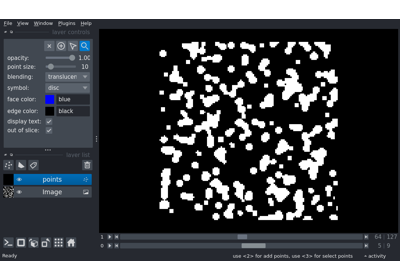 File View Window Plugins Help
layer controls
opacity: 1.00
point size: 10
blending: translucen
symbol: disc
face color: blue
edge color: black
display text:
out of slice:
layer list
points
Image
1 64 127
0 5 9
Ready use <2> for add points, use <3> for select points activity